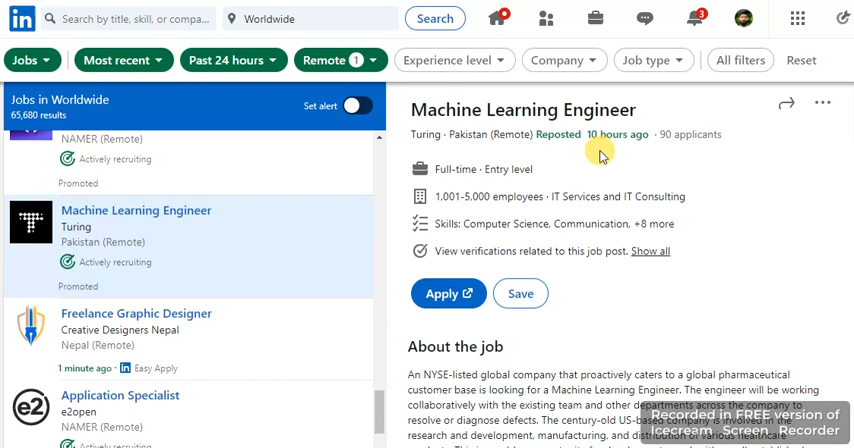 in
Search by title, skill, or compa...
Worldwide
Search
3
Jobs
Most recent
Past 24 hours
Remote 1
Experience level
Company
Job type
All filters
Reset
Jobs in Worldwide
65,680 results
Set alert
NAMER (Remote)
Actively recruiting
Promoted
Machine Learning Engineer
Turing
Pakistan (Remote)
Actively recruiting
Promoted
Freelance Graphic Designer
Creative Designers Nepal
Nepal (Remote)
1 minute ago · in Easy Apply
e2
Application Specialist
e2open
NAMER (Remote)
Actively recruiting
Machine Learning Engineer
Turing · Pakistan (Remote) Reposted 10 hours ago · 90 applicants
Full-time · Entry level
1,001-5,000 employees · IT Services and IT Consulting
Skills: Computer Science, Communication, +8 more
View verifications related to this job post. Show all
Apply
Save
About the job
An NYSE-listed global company that proactively caters to a global pharmaceutical
customer base is looking for a Machine Learning Engineer. The engineer will be working
collaboratively with the existing team and other departments across the company to
resolve or diagnose defects. The century-old US-based company is involved in the
research and development, manufacturing, and distribution of various healthcare
Recorded in FREE version of
Icecream Screen Recorder